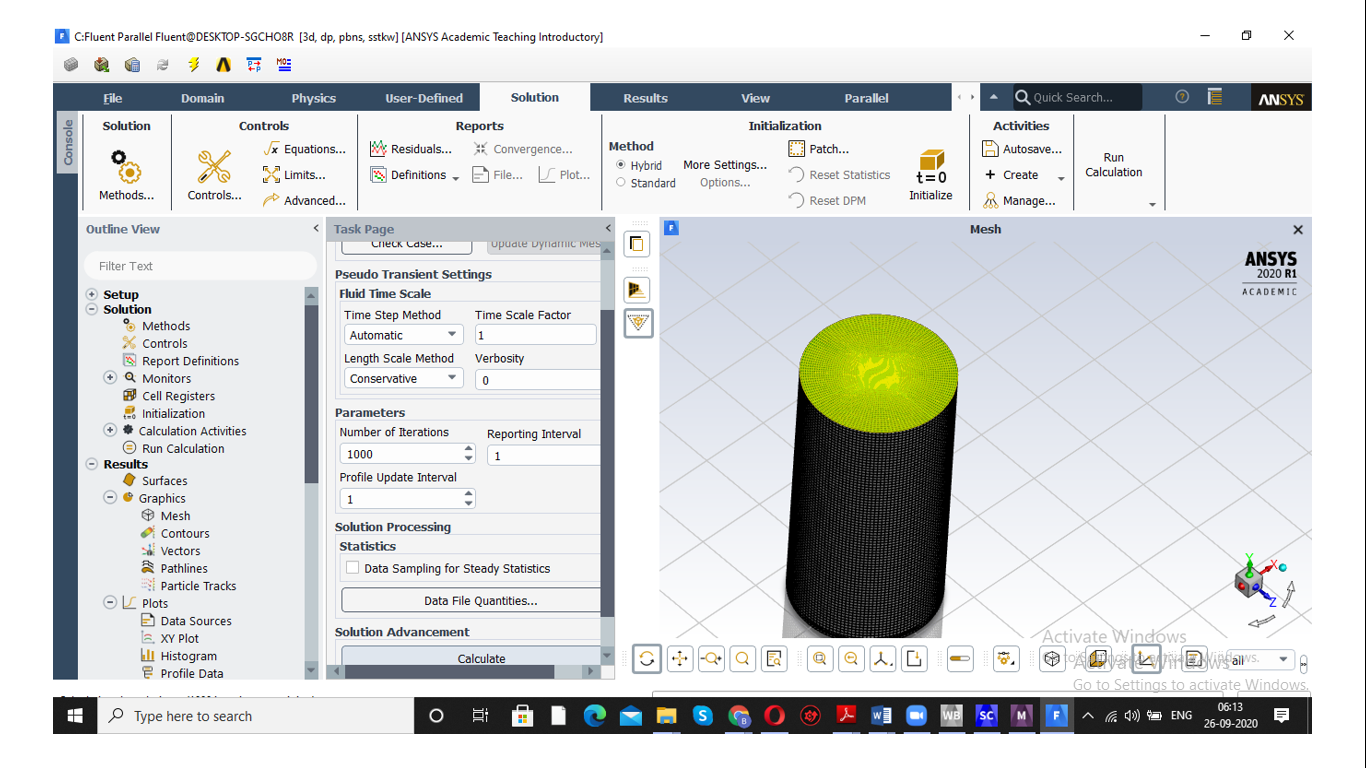 C:Fluent Parallel Fluent@DESKTOP-SGCHO8R [3d, dp, pbns, sstkw] [ANSYS Academic Teaching Introductory]
File Domain Physics User-Defined Solution Results View Parallel Quick Search... ANSYS
Console
Solution
Methods...
Controls
Controls...
Equations...
Limits...
Advanced...
Reports
Residuals... Convergence...
Definitions File... Plot...
Initialization
Method
Hybrid
Standard
More Settings...
Options...
Patch...
Reset Statistics
Reset DPM
t=0
Initialize
Activities
Autosave...
Create
Manage...
Run
Calculation
Outline View
Filter Text
Setup
Solution
Methods
Controls
Report Definitions
Monitors
Cell Registers
Initialization
Calculation Activities
Run Calculation
Results
Surfaces
Graphics
Mesh
Contours
Vectors
Pathlines
Particle Tracks
Plots
Data Sources
XY Plot
Histogram
Profile Data
Task Page
Check Case... Update Dynamic Mes
Pseudo Transient Settings
Fluid Time Scale
Time Step Method Time Scale Factor
Automatic 1
Length Scale Method Verbosity
Conservative 0
Parameters
Number of Iterations Reporting Interval
1000 1
Profile Update Interval
1
Solution Processing
Statistics
Data Sampling for Steady Statistics
Data File Quantities...
Solution Advancement
Calculate
Mesh
ANSYS
2020 R1
ACADEMIC
Y
X
Z
Activate Windows
Activate Windows
all
Go to Settings to activate Windows.
Type here to search
WB
SC
M
F
ENG
06:13
26-09-2020